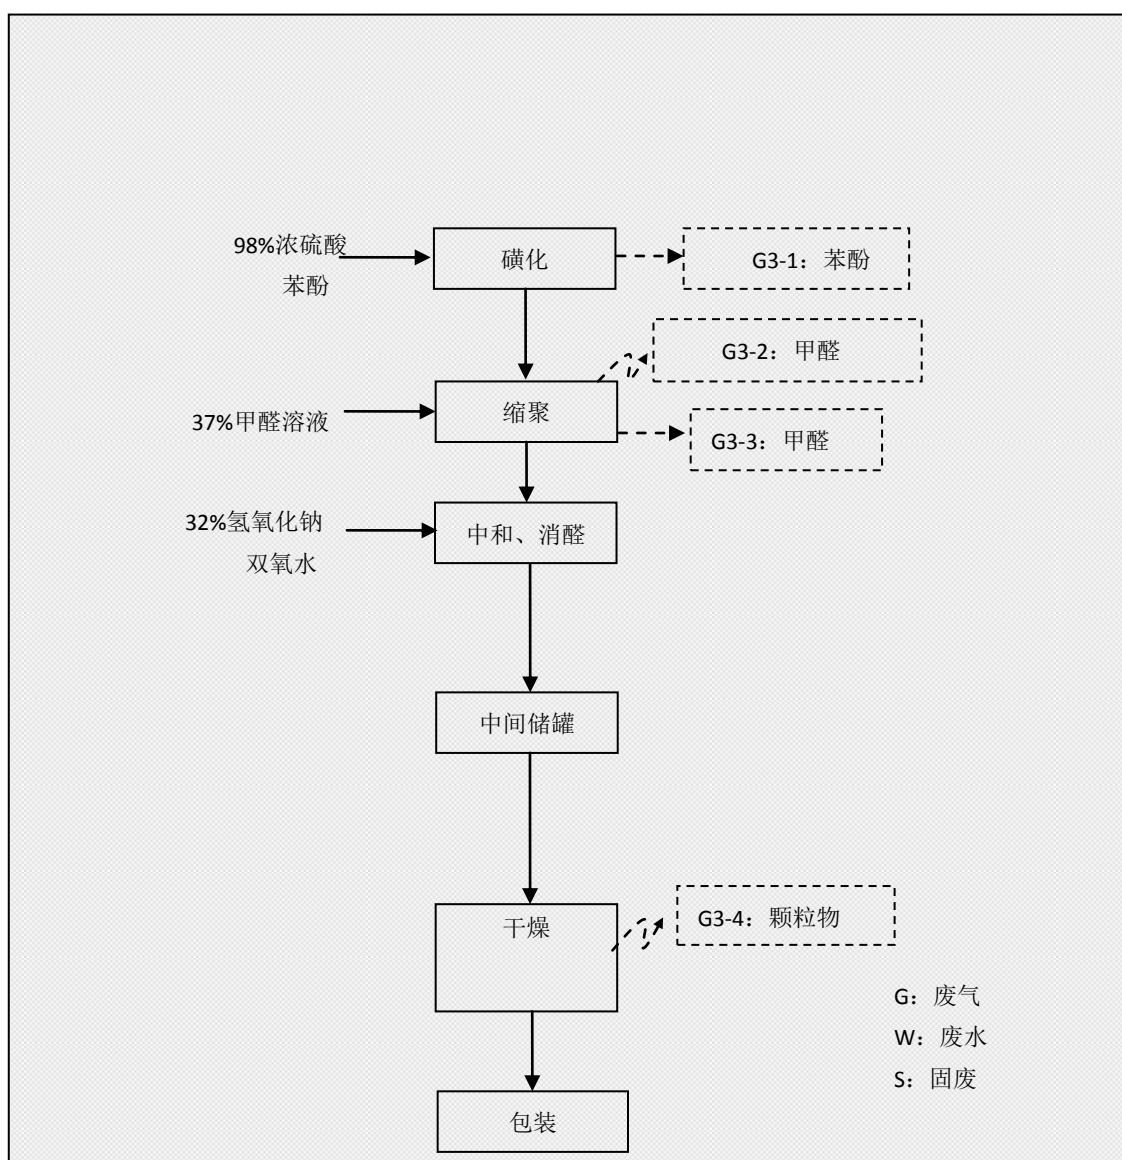 98%浓硫酸
苯酚
磺化
G3-1：苯酚
G3-2：甲醛
37%甲醛溶液
缩聚
G3-3：甲醛
32%氢氧化钠
双氧水
中和、消醛
中间储罐
干燥
G3-4：颗粒物
G：废气
W：废水
S：固废
包装